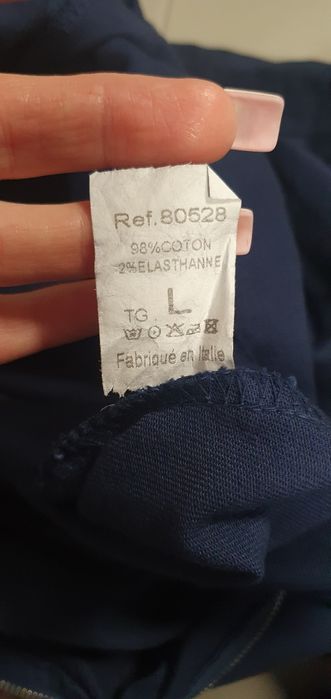 Ref.80528
98%COTON
2%ELASTHANNE
TG L
Fabriqué en Italie